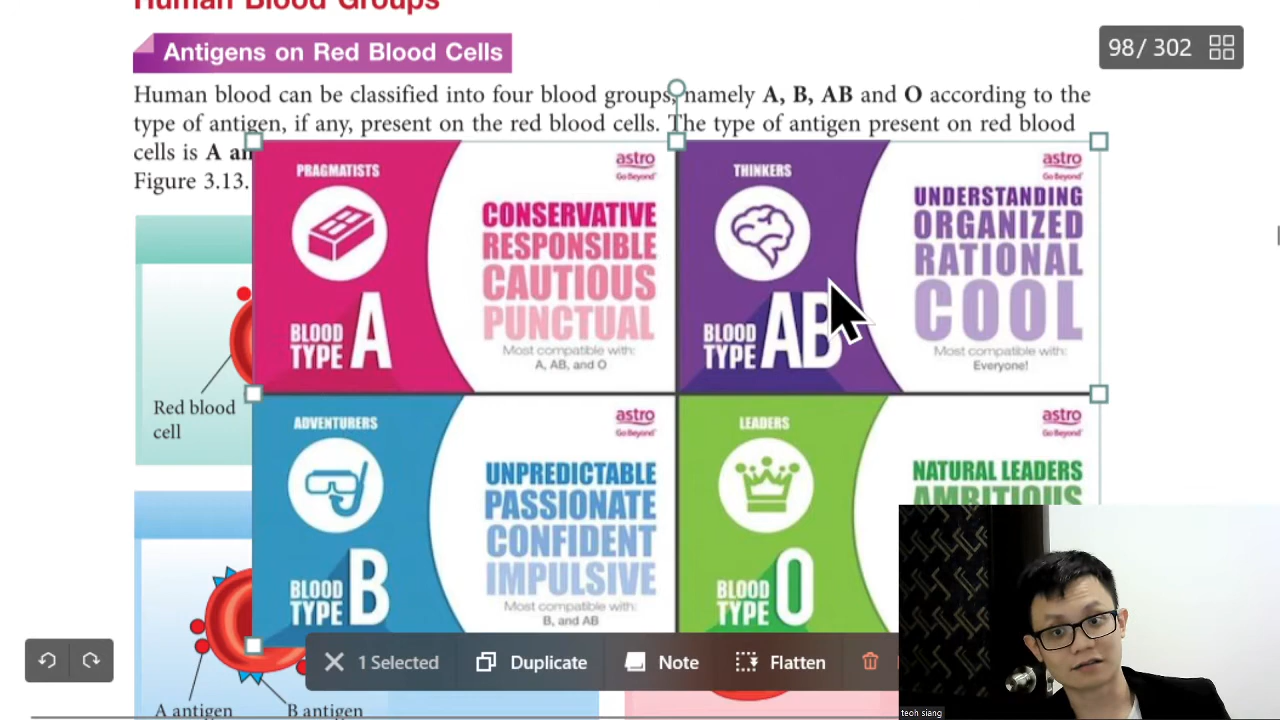 Human Blood Groups
98 / 302
Antigens on Red Blood Cells
Human blood can be classified into four blood groups, namely A, B, AB and O according to the
type of antigen, if any, present on the red blood cells. The type of antigen present on red blood
cells is A
Figure 3.13.
PRAGMATISTS
astro
Go Beyond
CONSERVATIVE
RESPONSIBLE
CAUTIOUS
PUNCTUAL
BLOOD TYPE A
Most compatible with:
A, AB, and O
THINKERS
astro
Go Beyond
UNDERSTANDING
ORGANIZED
RATIONAL
COOL
BLOOD TYPE AB
Most compatible with:
Everyone!
Red blood
cell
ADVENTURERS
astro
Go Beyond
UNPREDICTABLE
PASSIONATE
CONFIDENT
IMPULSIVE
BLOOD TYPE B
Most compatible with:
B, and AB
LEADERS
astro
Go Beyond
NATURAL LEADERS
AMBITIOUS
BLOOD TYPE O
1 Selected
Duplicate
Note
Flatten
A antigen
B antigen
teoh siang